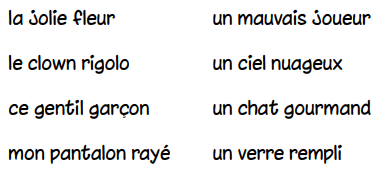 la jolie fleur
un mauvais joueur
le clown rigolo
un ciel nuageux
ce gentil garçon
un chat gourmand
mon pantalon rayé
un verre rempli